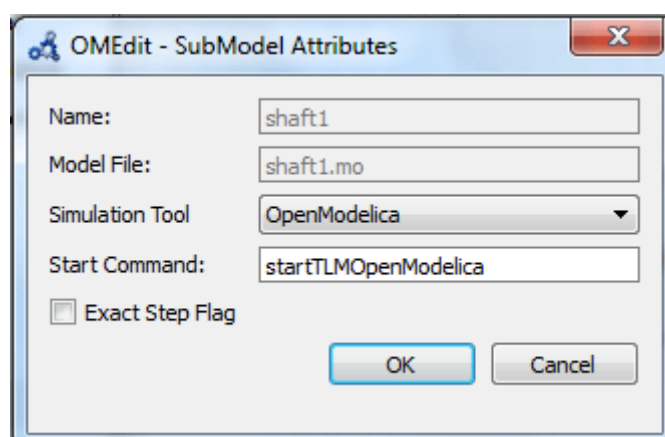 OMEdit - SubModel Attributes
Name: shaft1
Model File: shaft1.mo
Simulation Tool OpenModelica
Start Command: startTLMOpenModelica
Exact Step Flag
OK Cancel